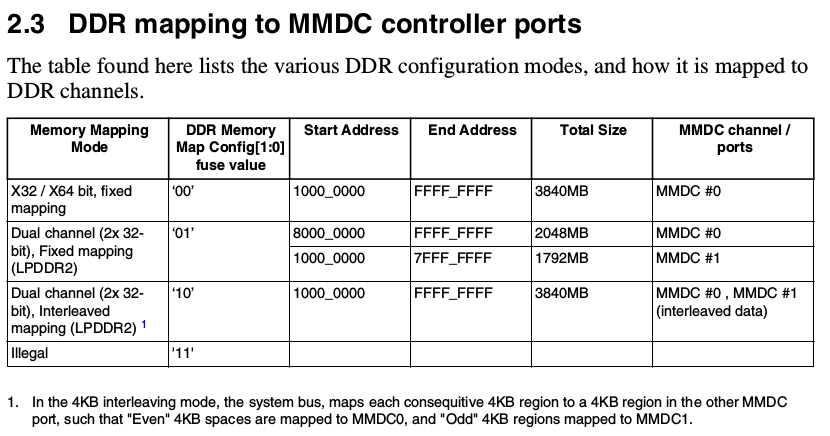 2.3 DDR mapping to MMDC controller ports
The table found here lists the various DDR configuration modes, and how it is mapped to
DDR channels.
Memory Mapping Mode | DDR Memory Map Config[1:0] fuse value | Start Address | End Address | Total Size | MMDC channel / ports
X32 / X64 bit, fixed mapping | ‘00’ | 1000_0000 | FFFF_FFFF | 3840MB | MMDC #0
Dual channel (2x 32-bit), Fixed mapping (LPDDR2) | ‘01’ | 8000_0000 | FFFF_FFFF | 2048MB | MMDC #0
1000_0000 | 7FFF_FFFF | 1792MB | MMDC #1
Dual channel (2x 32-bit), Interleaved mapping (LPDDR2) 1 | ‘10’ | 1000_0000 | FFFF_FFFF | 3840MB | MMDC #0 , MMDC #1 (interleaved data)
Illegal | '11'
1. In the 4KB interleaving mode, the system bus, maps each consequitive 4KB region to a 4KB region in the other MMDC
port, such that "Even" 4KB spaces are mapped to MMDC0, and "Odd" 4KB regions mapped to MMDC1.